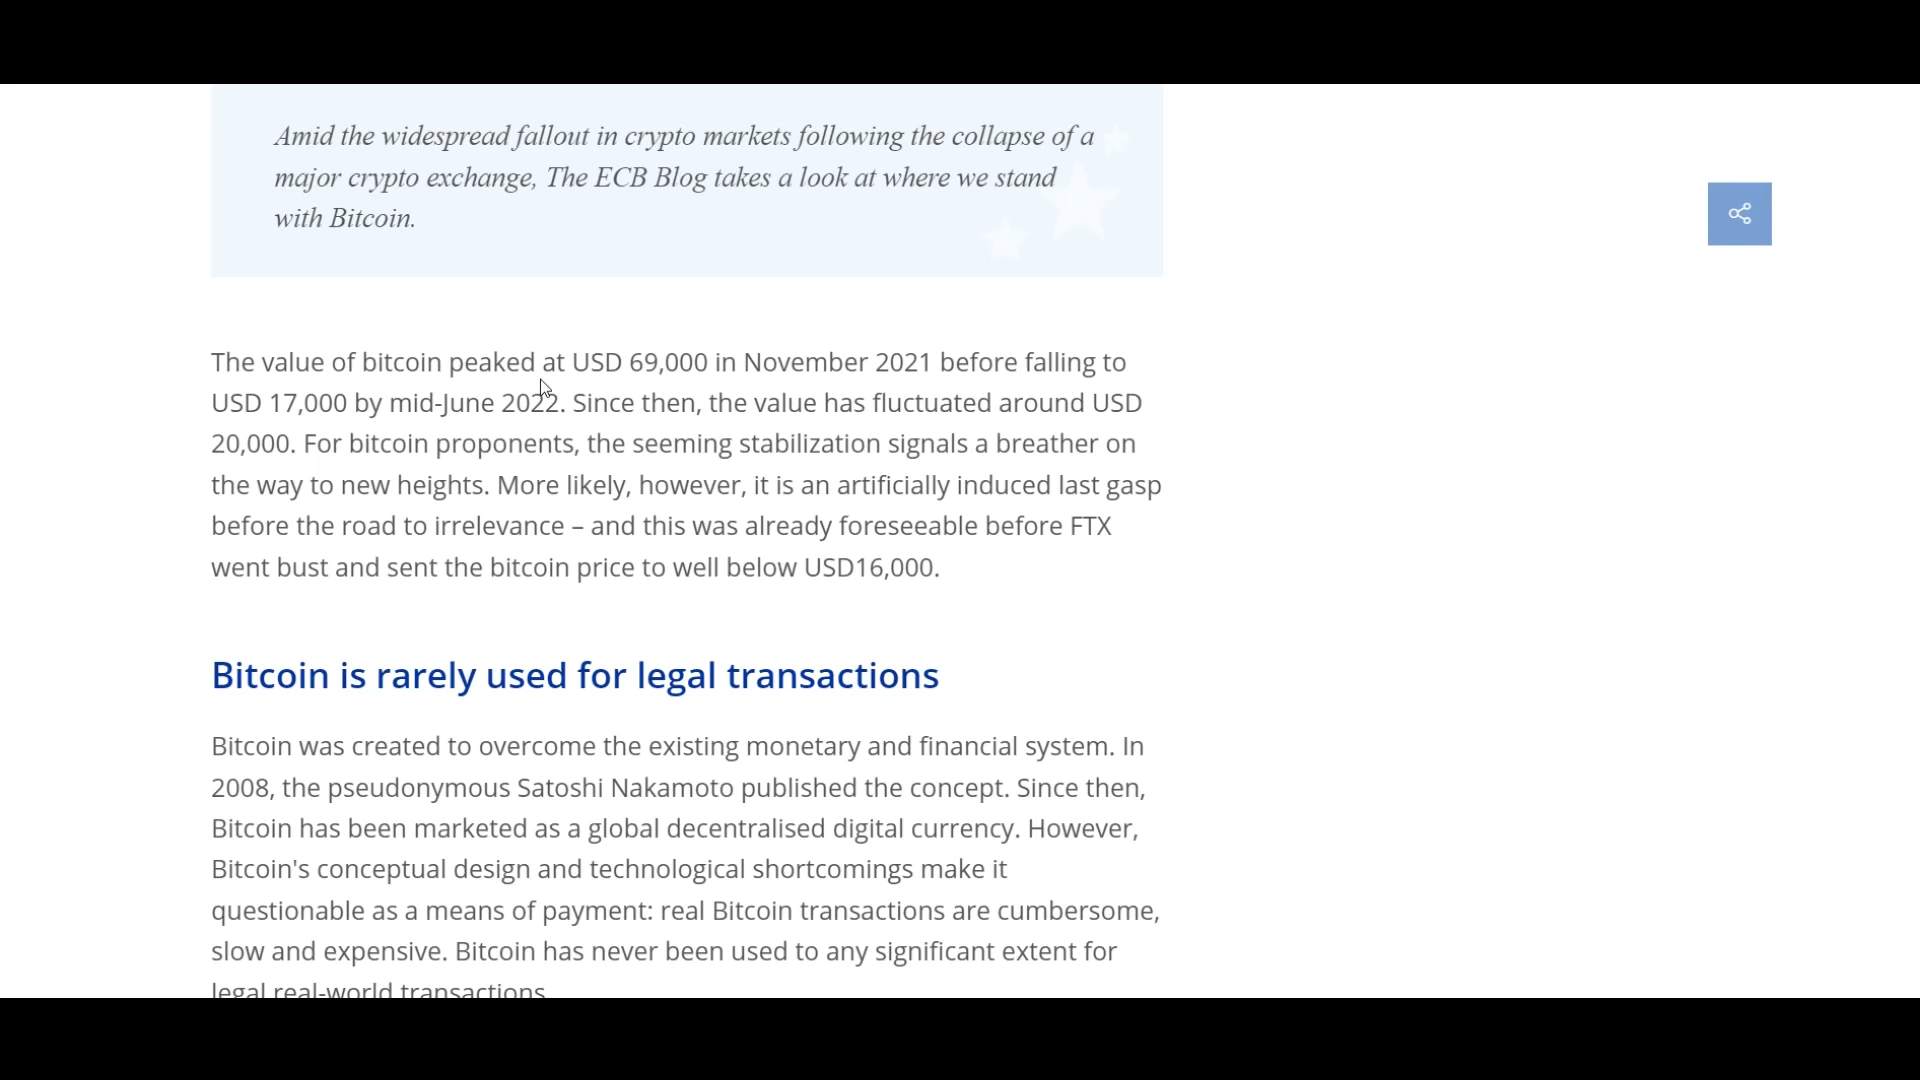 Amid the widespread fallout in crypto markets following the collapse of a
major crypto exchange, The ECB Blog takes a look at where we stand
with Bitcoin.
The value of bitcoin peaked at USD 69,000 in November 2021 before falling to
USD 17,000 by mid-June 2022. Since then, the value has fluctuated around USD
20,000. For bitcoin proponents, the seeming stabilization signals a breather on
the way to new heights. More likely, however, it is an artificially induced last gasp
before the road to irrelevance – and this was already foreseeable before FTX
went bust and sent the bitcoin price to well below USD16,000.
Bitcoin is rarely used for legal transactions
Bitcoin was created to overcome the existing monetary and financial system. In
2008, the pseudonymous Satoshi Nakamoto published the concept. Since then,
Bitcoin has been marketed as a global decentralised digital currency. However,
Bitcoin's conceptual design and technological shortcomings make it
questionable as a means of payment: real Bitcoin transactions are cumbersome,
slow and expensive. Bitcoin has never been used to any significant extent for
legal real-world transactions